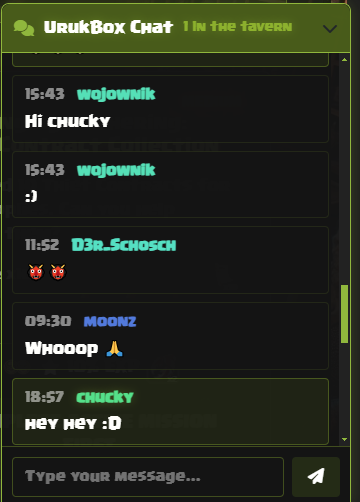 UrukBox Chat 1 in the tavern
15:43 wojownik
Hi chucky
15:43 wojownik
:)
11:52 D3r_Schosch
👹👹
09:30 moonz
Whooop 🙏
18:57 chucky
hey hey :D
Type your message...